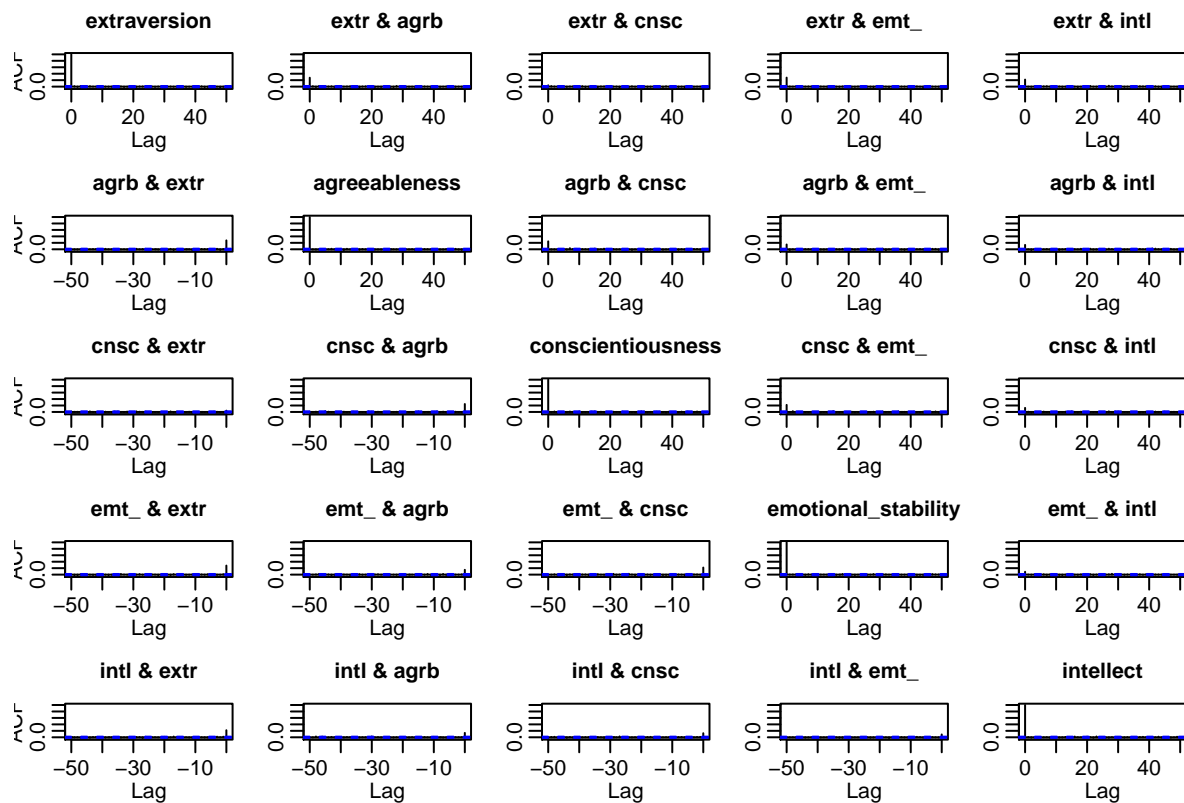 extraversion extr & agrb extr & cnsc extr & emt_ extr & intl
ACF 0.0 0.0 0.0 0.0 0.0
0 20 40 0 20 40 0 20 40 0 20 40 0 20 40
Lag Lag Lag Lag Lag
agrb & extr agreeableness agrb & cnsc agrb & emt_ agrb & intl
ACF 0.0 0.0 0.0 0.0 0.0
−50 −30 −10 0 20 40 0 20 40 0 20 40 0 20 40
Lag Lag Lag Lag Lag
cnsc & extr cnsc & agrb conscientiousness cnsc & emt_ cnsc & intl
ACF 0.0 0.0 0.0 0.0 0.0
−50 −30 −10 −50 −30 −10 0 20 40 0 20 40 0 20 40
Lag Lag Lag Lag Lag
emt_ & extr emt_ & agrb emt_ & cnsc emotional_stability emt_ & intl
ACF 0.0 0.0 0.0 0.0 0.0
−50 −30 −10 −50 −30 −10 −50 −30 −10 0 20 40 0 20 40
Lag Lag Lag Lag Lag
intl & extr intl & agrb intl & cnsc intl & emt_ intellect
ACF 0.0 0.0 0.0 0.0 0.0
−50 −30 −10 −50 −30 −10 −50 −30 −10 −50 −30 −10 0 20 40
Lag Lag Lag Lag Lag